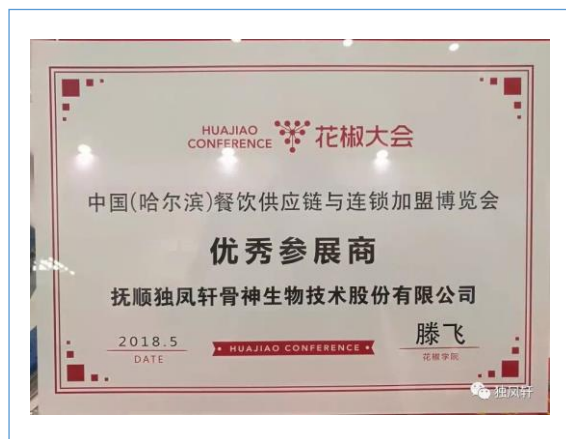 HUAJIAO
CONFERENCE
花椒大会
中国(哈尔滨)餐饮供应链与连锁加盟博览会
优秀参展商
抚顺独凤轩骨神生物技术股份有限公司
2018.5
DATE
• HUAJIAO CONFERENCE •
滕飞
花椒学院
独凤轩